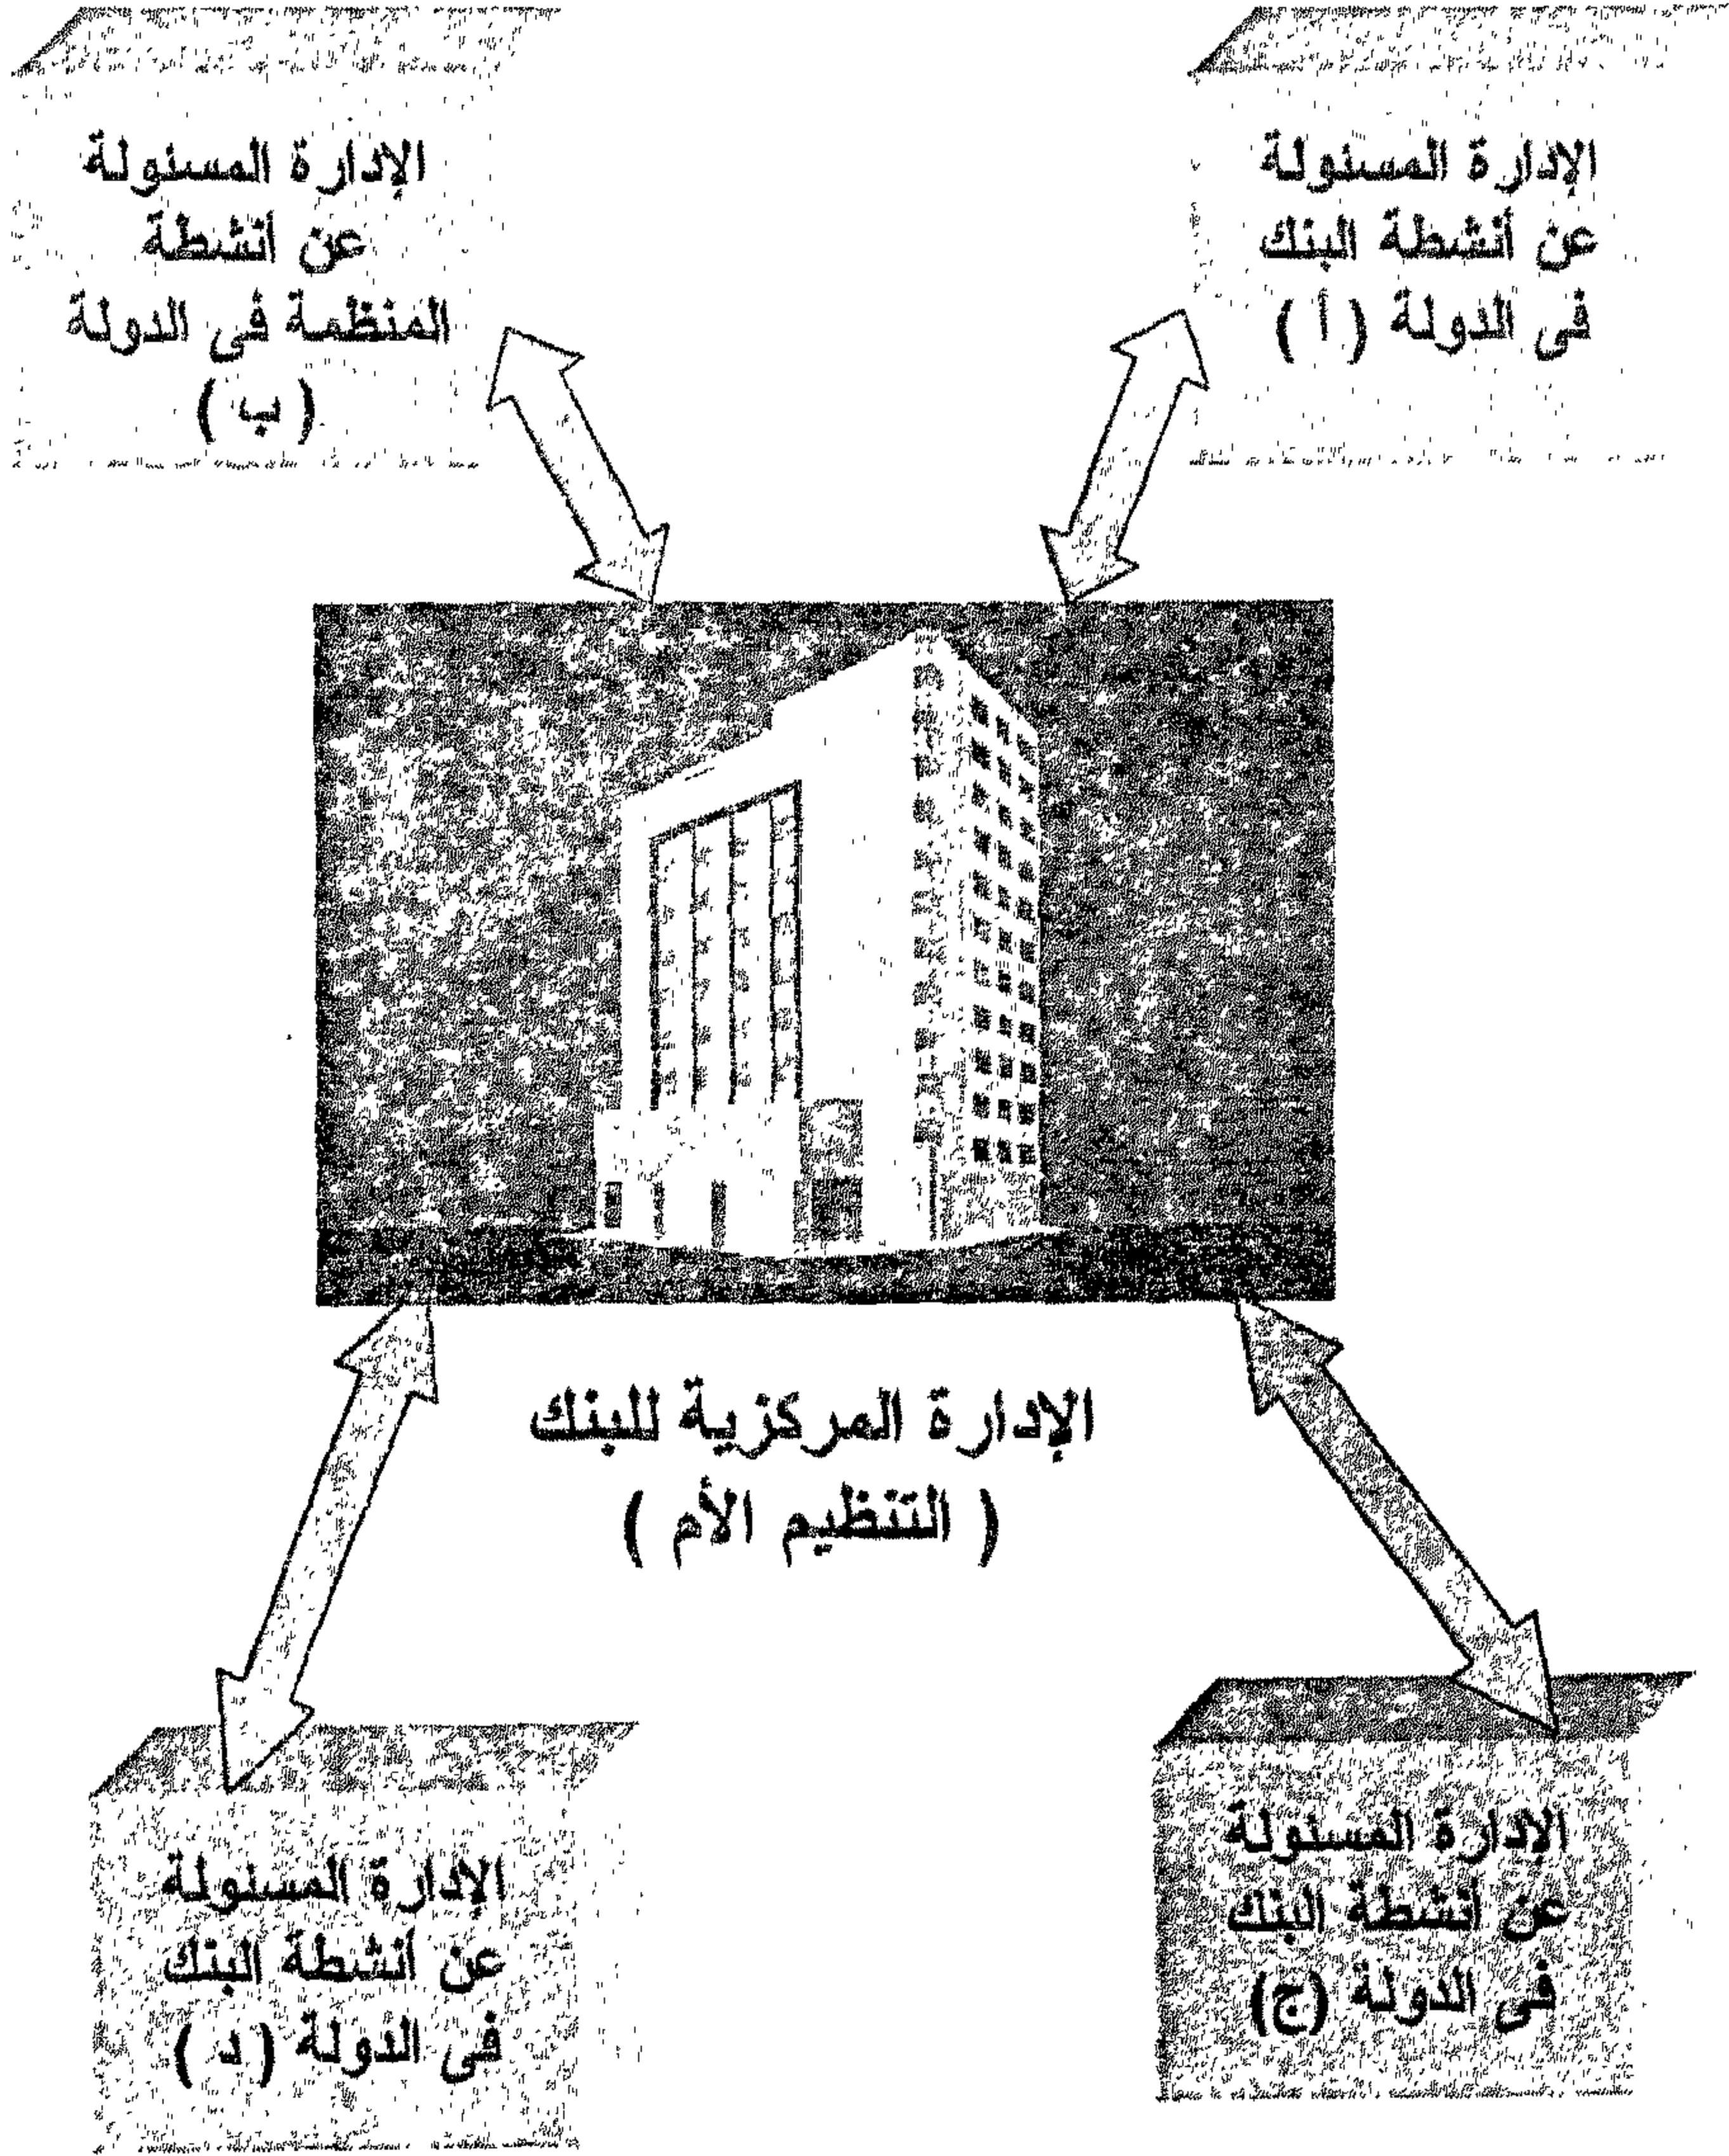 الإدارة المسئولة
عن أنشطة البنك
فى الدولة ( أ )
الإدارة المسئولة
عن أنشطة
المنظمة فى الدولة
( ب )
الإدارة المركزية للبنك
( التنظيم الأم )
الإدارة المسئولة
عن أنشطة البنك
فى الدولة (ج)
الإدارة المسئولة
عن أنشطة البنك
فى الدولة ( د )